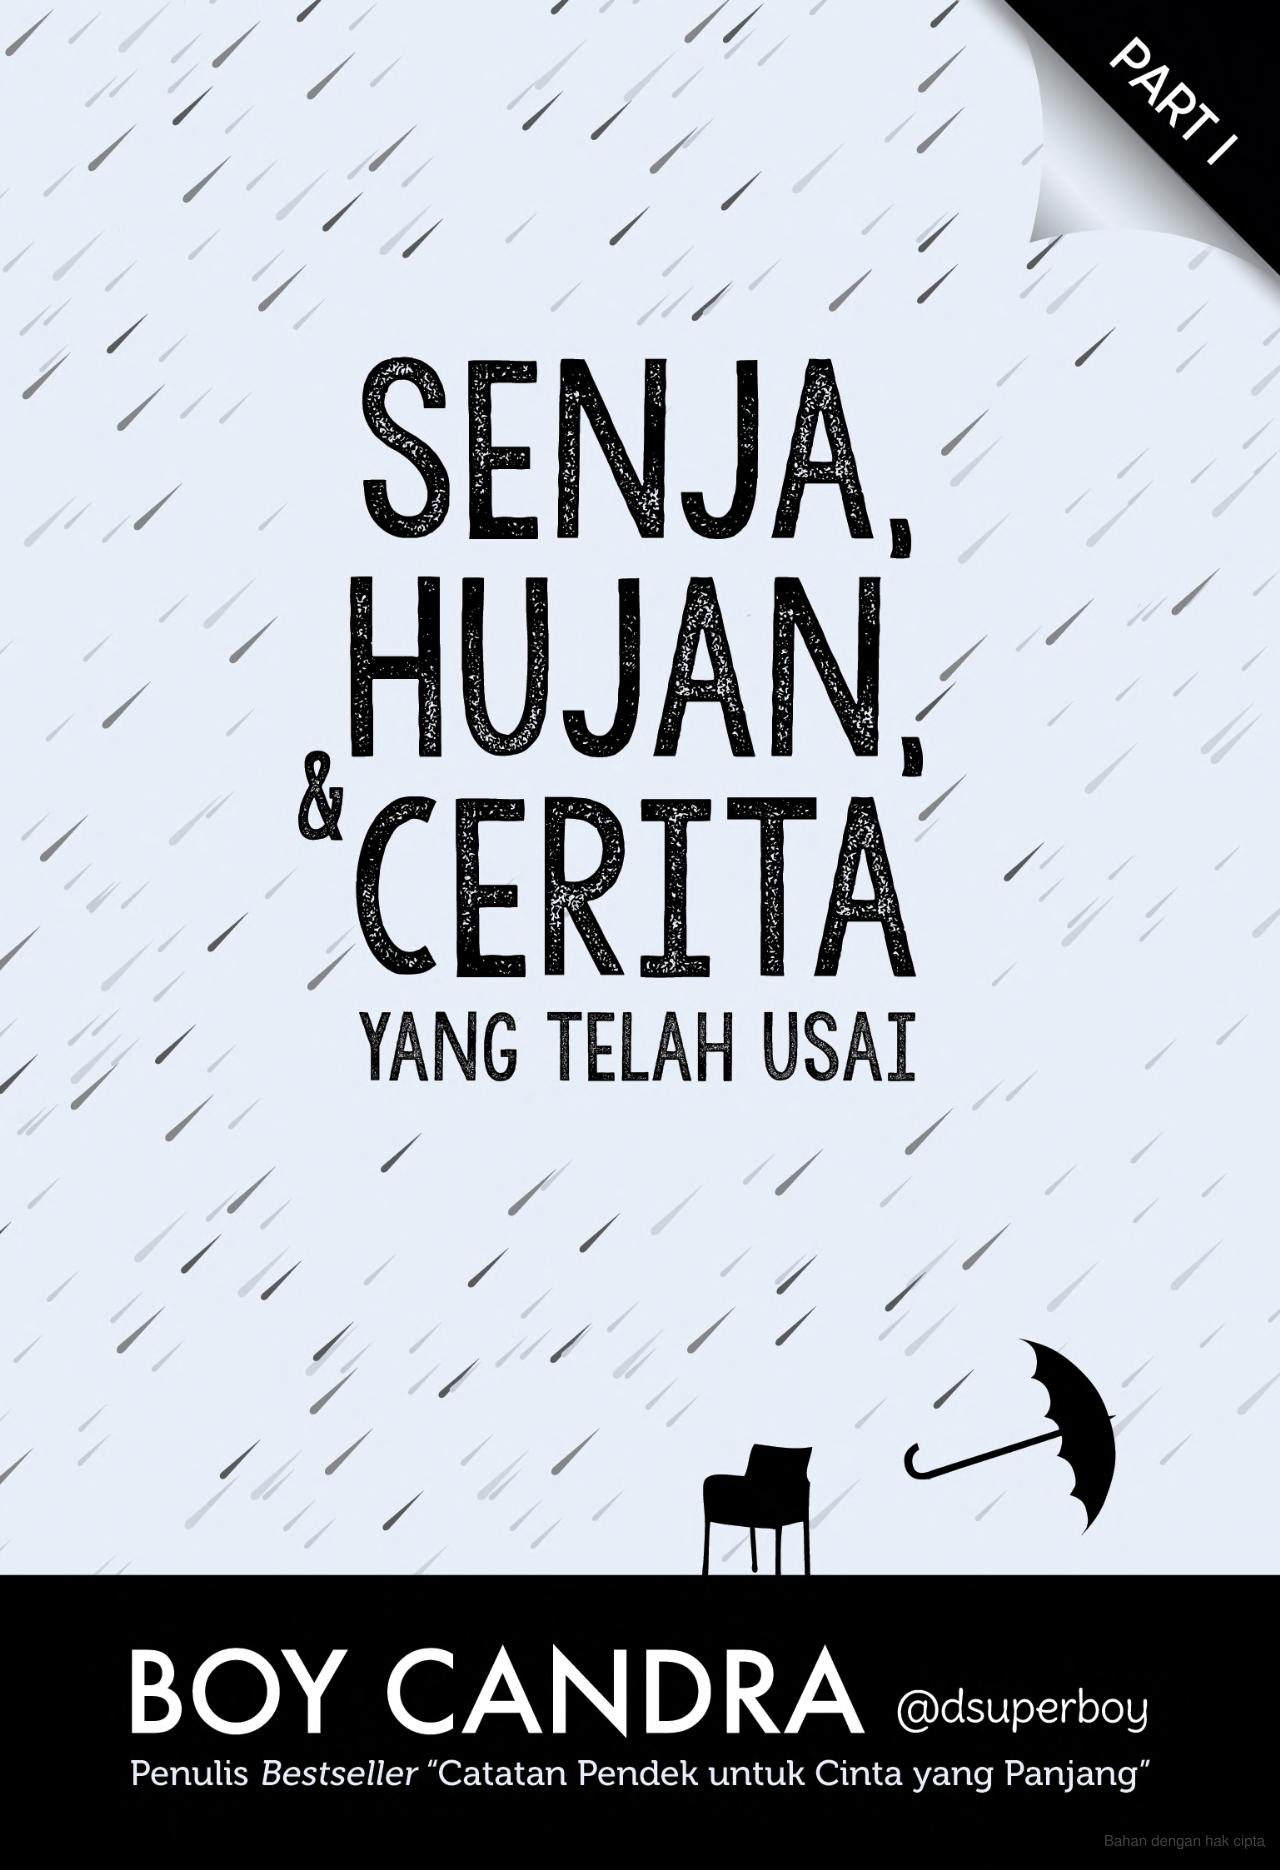 PART I
SENJA,
HUJAN,
& CERITA
YANG TELAH USAI
BOY CANDRA @dsuperboy
Penulis Bestseller “Catatan Pendek untuk Cinta yang Panjang”
Bahan dengan hak cipta